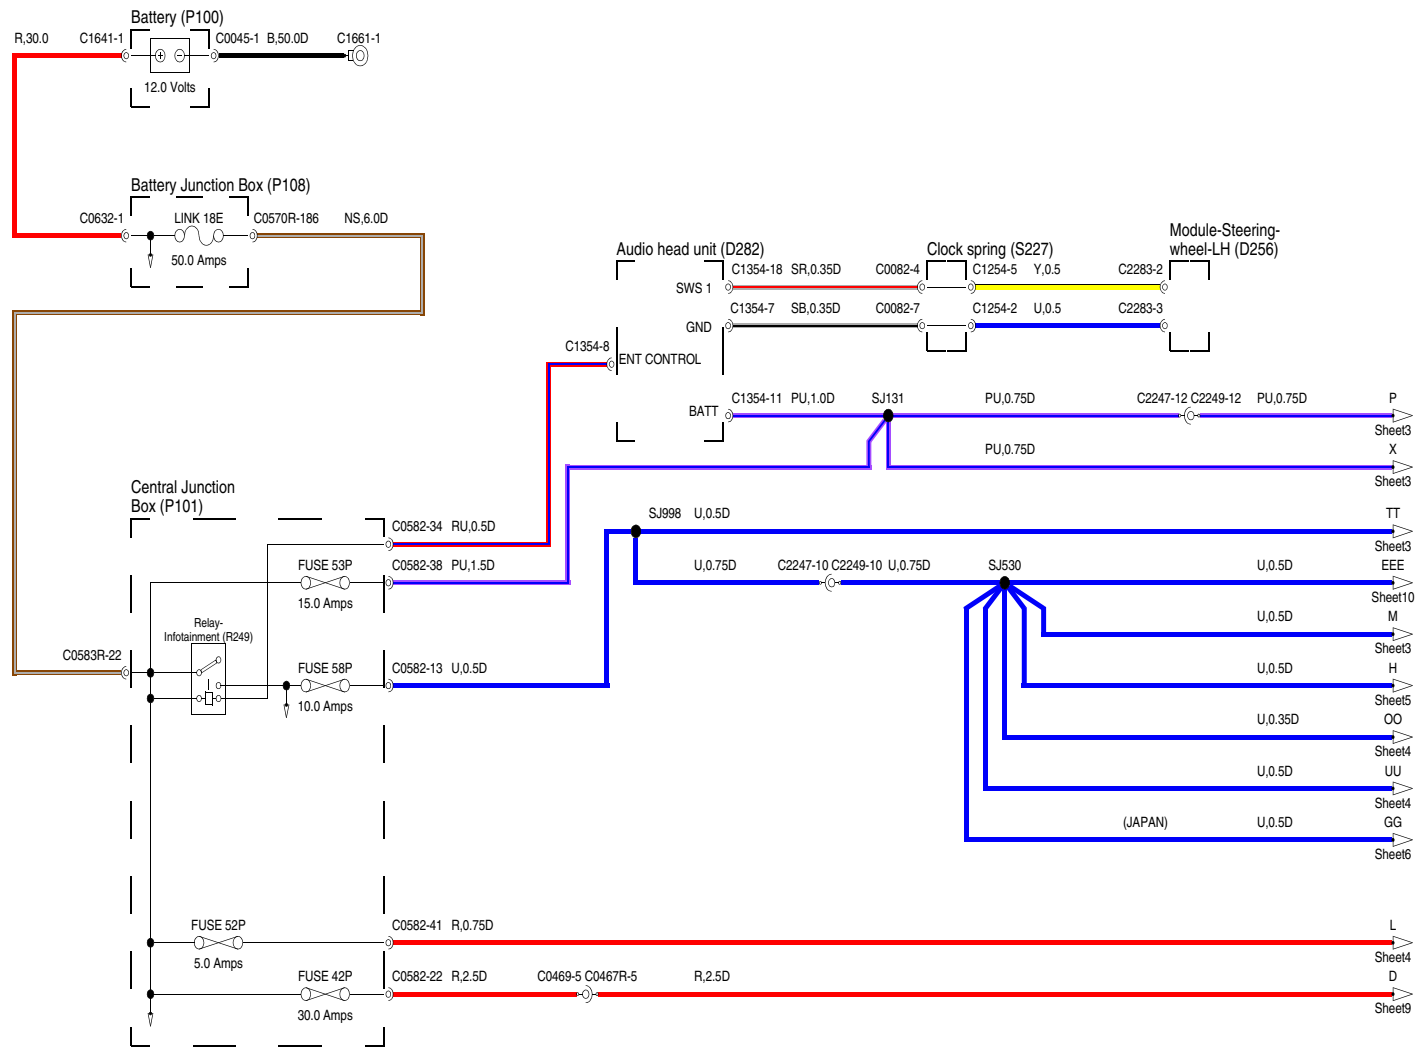 Battery (P100)
R,30.0 C1641-1 C0045-1 B,50.0D C1661-1
12.0 Volts
Battery Junction Box (P108)
C0632-1 LINK 18E C0570R-186 NS,6.0D
50.0 Amps
Audio head unit (D282) Clock spring (S227) Module-Steering-
wheel-LH (D256)
C1354-18 SR,0.35D C0082-4 C1254-5 Y,0.5 C2283-2
SWS 1
C1354-7 SB,0.35D C0082-7 C1254-2 U,0.5 C2283-3
GND
C1354-8
ENT CONTROL
C1354-11 PU,1.0D SJ131 PU,0.75D C2247-12 C2249-12 PU,0.75D P
BATT
Sheet3
PU,0.75D X
Sheet3
Central Junction
Box (P101)
SJ998 U,0.5D TT
C0582-34 RU,0.5D
Sheet3
FUSE 53P C0582-38 PU,1.5D U,0.75D C2247-10 C2249-10 U,0.75D SJ530 U,0.5D EEE
15.0 Amps
Sheet10
Relay-
Infotainment (R249)
U,0.5D M
Sheet3
C0583R-22
FUSE 58P C0582-13 U,0.5D U,0.5D H
10.0 Amps
Sheet5
U,0.35D OO
Sheet4
U,0.5D UU
Sheet4
(JAPAN) U,0.5D GG
Sheet6
FUSE 52P C0582-41 R,0.75D L
5.0 Amps
Sheet4
FUSE 42P C0582-22 R,2.5D C0469-5 C0467R-5 R,2.5D D
30.0 Amps
Sheet9